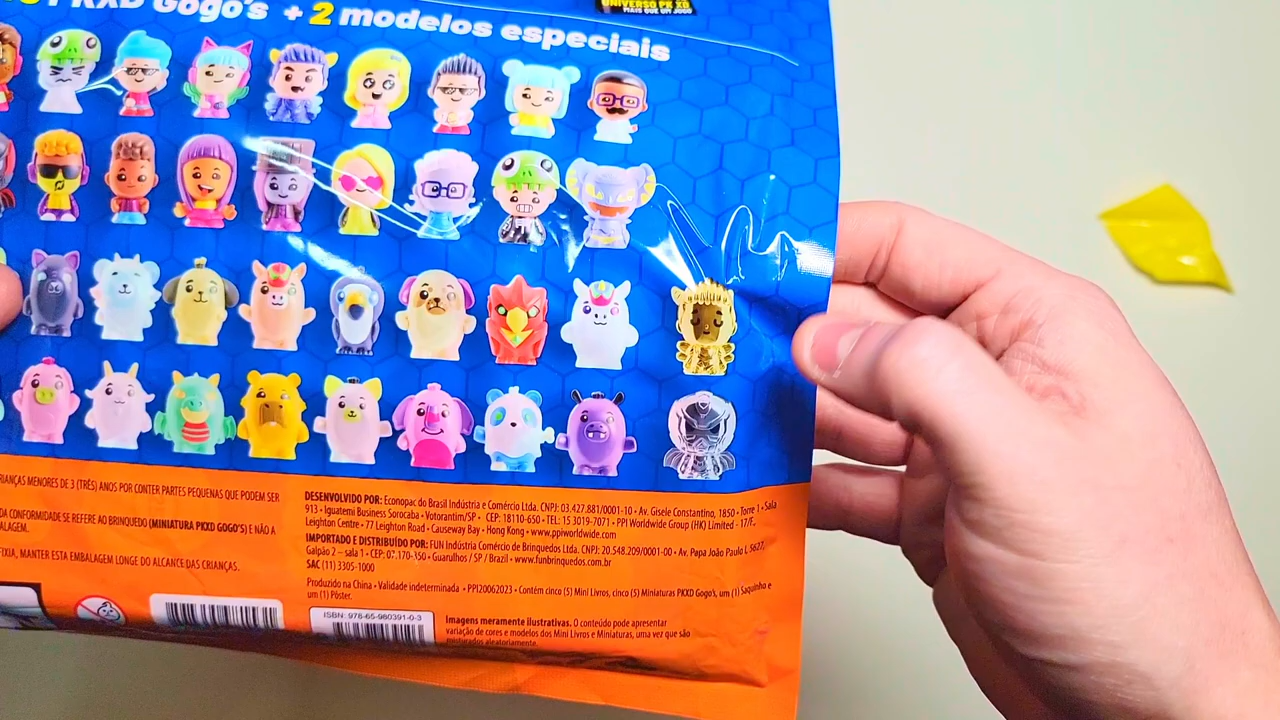 PKXD Gogo's + 2 modelos especiais
UNIVERSO PK XD
MAIS QUE UM JOGO
CRIANÇAS MENORES DE 3 (TRÊS) ANOS POR CONTER PARTES PEQUENAS QUE PODEM SER
DA CONFORMIDADE SE REFERE AO BRINQUEDO (MINIATURA PKXD GOGO'S) E NÃO A
ALAGEM.
FIXIA, MANTER ESTA EMBALAGEM LONGE DO ALCANCE DAS CRIANÇAS.
DESENVOLVIDO POR: Econopac do Brasil Indústria e Comércio Ltda. CNPJ: 03.427.881/0001-10 • Av. Gisele Constantino, 1850 • Torre 1 • Sala
913 • Iguatemi Business Sorocaba • Votorantim/SP • CEP: 18110-650 • TEL: 15 3019-7071 • PPI Worldwide Group (HK) Limited - 17/F,
Leighton Centre • 77 Leighton Road • Causeway Bay • Hong Kong • www.ppiworldwide.com
IMPORTADO E DISTRIBUÍDO POR: FUN Indústria Comércio de Brinquedos Ltda. CNPJ: 20.548.209/0001-00 • Av. Papa João Paulo I, 5627,
Galpão 2 – sala 1 • CEP: 07.170-350 • Guarulhos / SP / Brazil • www.funbrinquedos.com.br
SAC (11) 3305-1000
Produzido na China • Validade indeterminada • PPI20062023 • Contém cinco (5) Mini Livros, cinco (5) Miniaturas PKXD Gogo's, um (1) Saquinho e
um (1) Pôster.
ISBN: 978-65-980391-0-3
Imagens meramente ilustrativas. O conteúdo pode apresentar
variação de cores e modelos dos Mini Livros e Miniaturas, uma vez que são
misturados aleatoriamente.